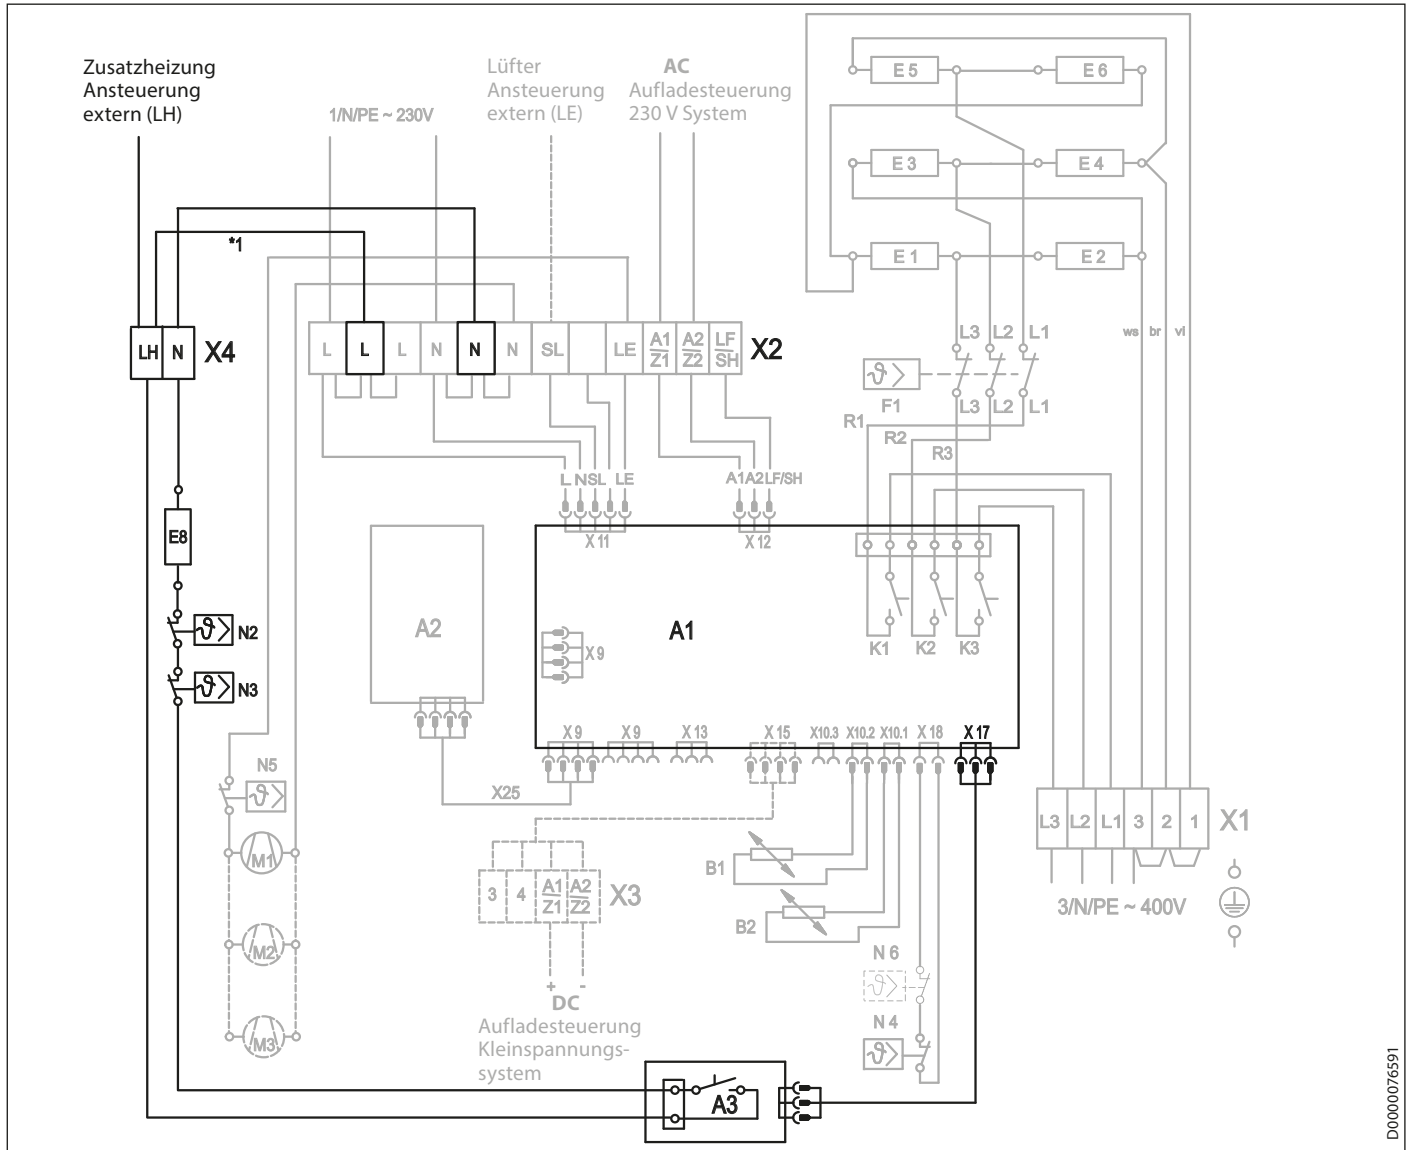 Zusatzheizung
Ansteuerung
extern (LH)
1/N/PE ~ 230V
Lüfter
Ansteuerung
extern (LE)
AC
Aufladesteuerung
230 V System
E 5
E 6
E 3
E 4
E 1
E 2
*1
ws br vi
LH N X4
L L L N N N SL LE A1/Z1 A2/Z2 LF/SH X2
L3 L2 L1
F1
L3 L2 L1
R1
R2
R3
L N SL LE
A1 A2 LF/SH
X 11
X 12
E8
A2
A1
X 9
K1 K2 K3
N2
N3
X 9 X 9 X 13 X 15 X10.3 X10.2 X10.1 X 18 X 17
N5
X25
M1
M2
M3
L3 L2 L1 3 2 1 X1
3/N/PE ~ 400V
B1
B2
3 4 A1/Z1 A2/Z2 X3
+ -
DC
Aufladesteuerung
Kleinspannungs-
system
N 6
N 4
A3
D0000076591